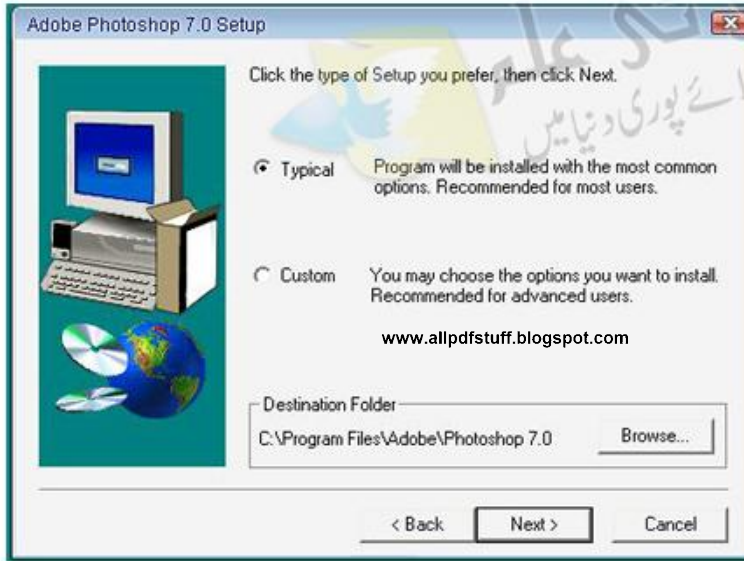 Adobe Photoshop 7.0 Setup
Click the type of Setup you prefer, then click Next.
ئے پوری دنیا میں
Typical
Program will be installed with the most common
options. Recommended for most users.
Custom
You may choose the options you want to install.
Recommended for advanced users.
www.allpdfstuff.blogspot.com
Destination Folder
C:\Program Files\Adobe\Photoshop 7.0
Browse...
< Back
Next >
Cancel